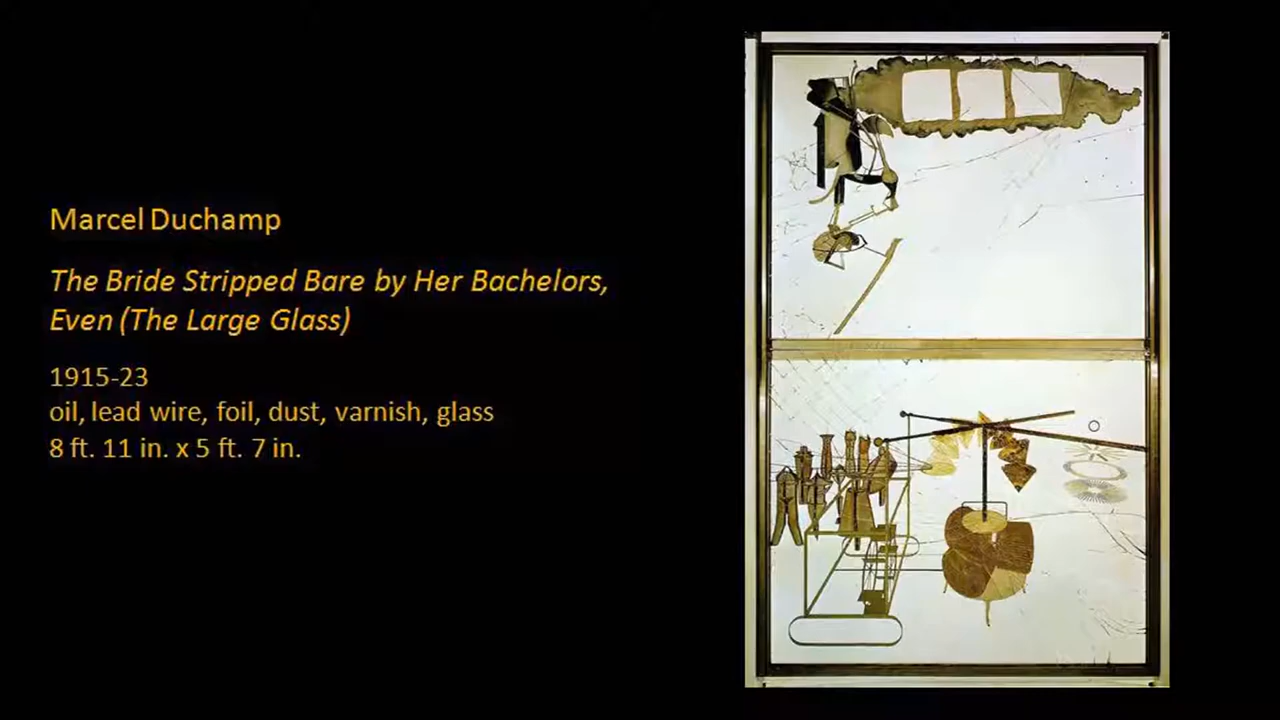 Marcel Duchamp
The Bride Stripped Bare by Her Bachelors,
Even (The Large Glass)
1915-23
oil, lead wire, foil, dust, varnish, glass
8 ft. 11 in. x 5 ft. 7 in.